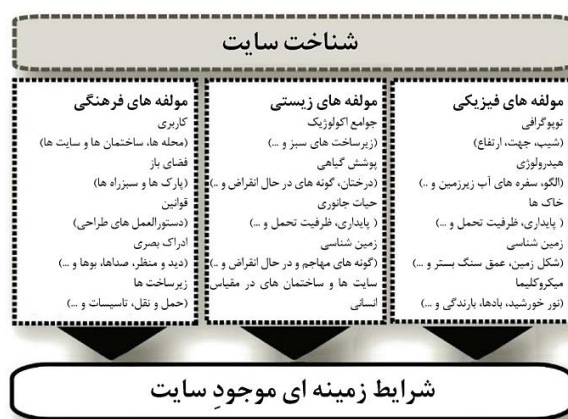 شناخت سایت
مولفه های فیزیکی
توپوگرافی
(شیب، جهت، ارتفاع)
هیدرولوژی
(الگو، سفره های آب زیرزمین و ..)
خاک ها
( پایداری، ظرفیت تحمل و ...)
زمین شناسی
(شکل زمین، عمق سنگ بستر و ...)
میکروکلیما
(نور خورشید، بادها، بارندگی و ...)
مولفه های زیستی
جوامع اکولوژیک
(زیرساخت های سبز و ...)
پوشش گیاهی
(درختان، گونه های در حال انقراض و ..)
حیات جانوری
( پایداری، ظرفیت تحمل و ...)
زمین شناسی
(گونه های مهاجم و در حال انقراض و ...)
سایت ها و ساختمان های در مقیاس
انسانی
مولفه های فرهنگی
کاربری
(محله ها، ساختمان ها و سایت ها)
فضای باز
(پارک ها و سبزراه ها)
قوانین
(دستورالعمل های طراحی)
ادراک بصری
(دید و منظر، صداها، بوها و ...)
زیرساخت ها
(حمل و نقل، تاسیسات و ...)
شرایط زمینه ای موجودِ سایت